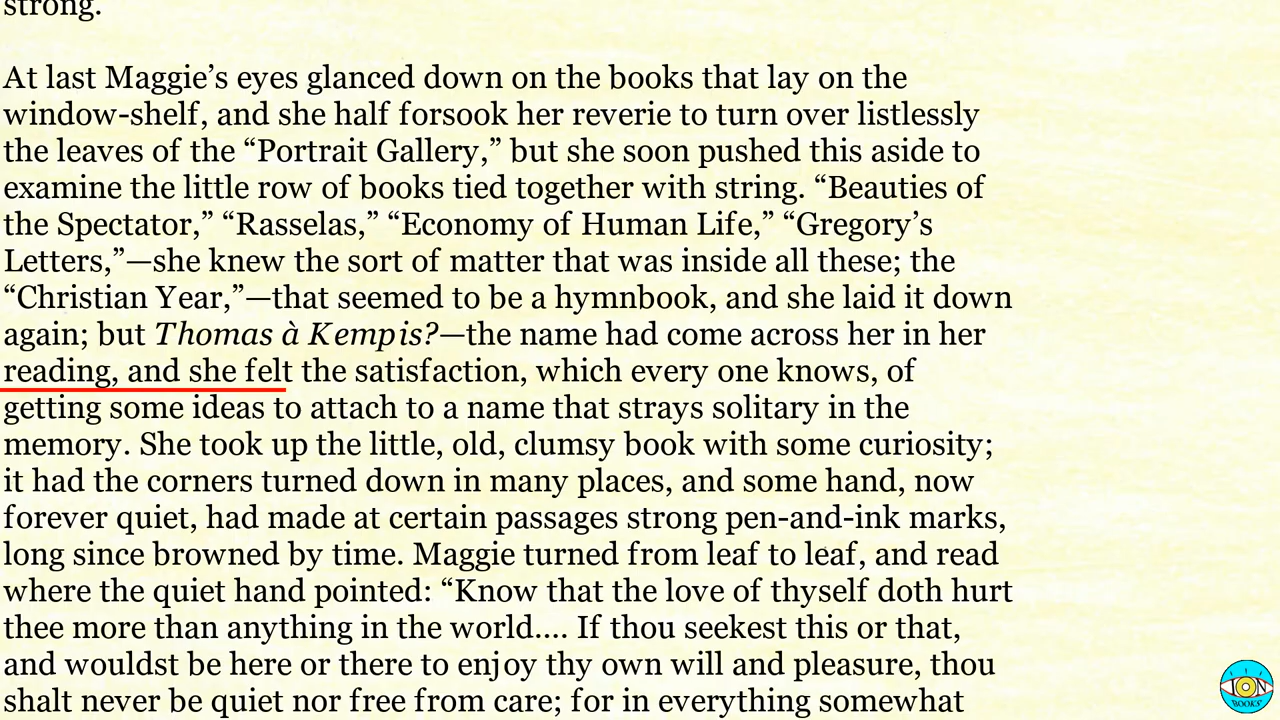 strong.
At last Maggie’s eyes glanced down on the books that lay on the
window-shelf, and she half forsook her reverie to turn over listlessly
the leaves of the “Portrait Gallery,” but she soon pushed this aside to
examine the little row of books tied together with string. “Beauties of
the Spectator,” “Rasselas,” “Economy of Human Life,” “Gregory’s
Letters,”—she knew the sort of matter that was inside all these; the
“Christian Year,”—that seemed to be a hymnbook, and she laid it down
again; but Thomas à Kempis?—the name had come across her in her
reading, and she felt the satisfaction, which every one knows, of
getting some ideas to attach to a name that strays solitary in the
memory. She took up the little, old, clumsy book with some curiosity;
it had the corners turned down in many places, and some hand, now
forever quiet, had made at certain passages strong pen-and-ink marks,
long since browned by time. Maggie turned from leaf to leaf, and read
where the quiet hand pointed: “Know that the love of thyself doth hurt
thee more than anything in the world.... If thou seekest this or that,
and wouldst be here or there to enjoy thy own will and pleasure, thou
shalt never be quiet nor free from care; for in everything somewhat
ION
BOOKS